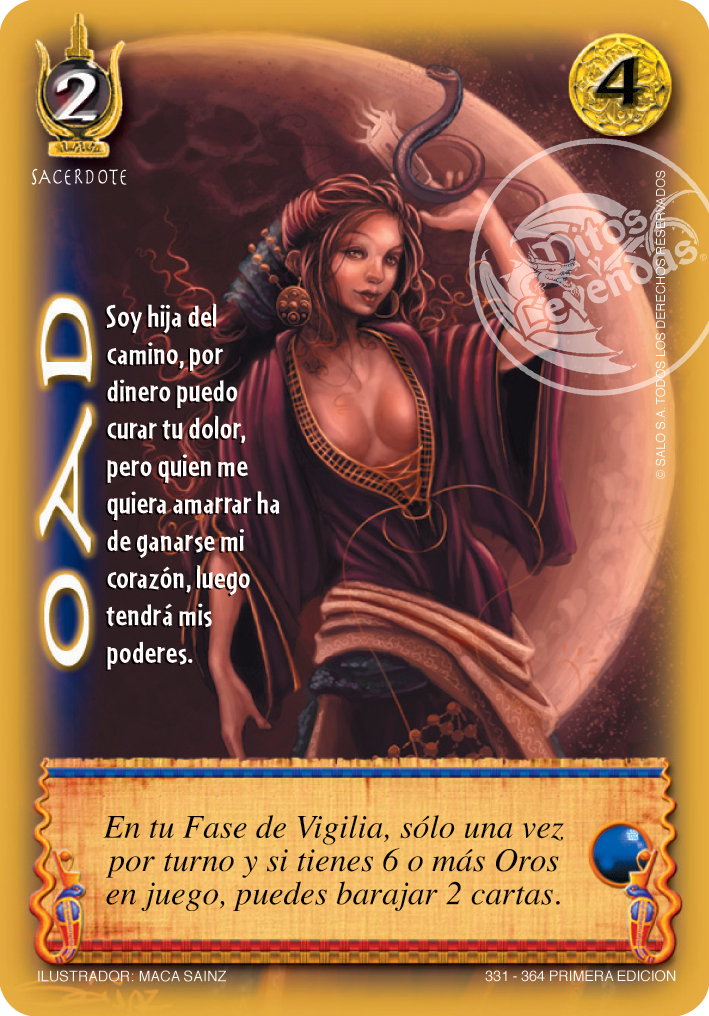 2
4
SACERDOTE
OAD
Soy hija del
camino, por
dinero puedo
curar tu dolor,
pero quien me
quiera amarrar ha
de ganarse mi
corazón, luego
tendrá mis
poderes.
Mitos
y
Leyendas
© SALO S.A. TODOS LOS DERECHOS RESERVADOS
En tu Fase de Vigilia, sólo una vez
por turno y si tienes 6 o más Oros
en juego, puedes barajar 2 cartas.
ILUSTRADOR: MACA SAINZ
331 - 364 PRIMERA EDICION